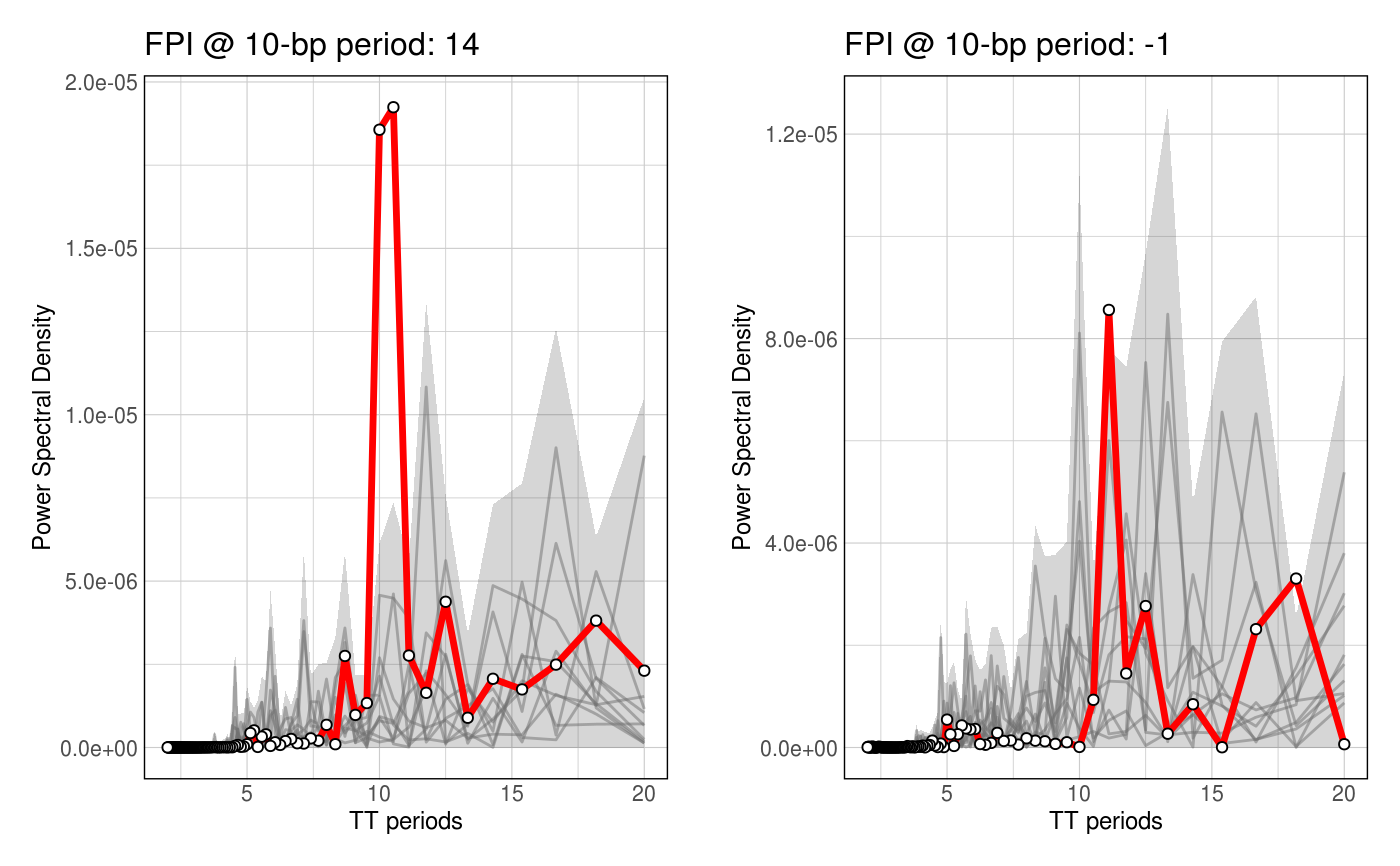 FPI @ 10-bp period: 14
2.0e-05
1.5e-05
1.0e-05
5.0e-06
0.0e+00
Power Spectral Density
5 10 15 20
TT periods
FPI @ 10-bp period: -1
1.2e-05
8.0e-06
4.0e-06
0.0e+00
Power Spectral Density
5 10 15 20
TT periods